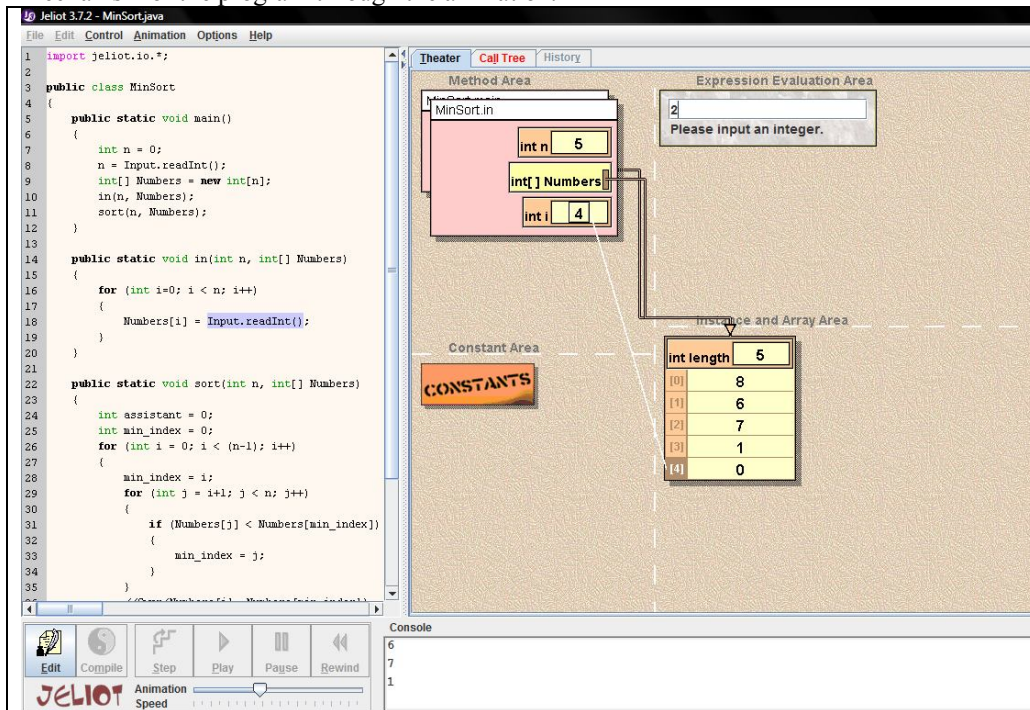 Jeliot 3.7.2 - MinSort.java
File Edit Control Animation Options Help
1 import jeliot.io.*;
2
3 public class MinSort
4 {
5 public static void main()
6 {
7 int n = 0;
8 n = Input.readInt();
9 int[] Numbers = new int[n];
10 in(n, Numbers);
11 sort(n, Numbers);
12 }
13
14 public static void in(int n, int[] Numbers)
15 {
16 for (int i=0; i < n; i++)
17 {
18 Numbers[i] = Input.readInt();
19 }
20 }
21
22 public static void sort(int n, int[] Numbers)
23 {
24 int assistant = 0;
25 int min_index = 0;
26 for (int i = 0; i < (n-1); i++)
27 {
28 min_index = i;
29 for (int j = i+1; j < n; j++)
30 {
31 if (Numbers[j] < Numbers[min_index])
32 {
33 min_index = j;
34 }
35 }
Theater Call Tree History
Method Area
MinSort.in
int n 5
int[] Numbers
int i 4
Expression Evaluation Area
2
Please input an integer.
Constant Area
CONSTANTS
Instance and Array Area
int length 5
[0] 8
[1] 6
[2] 7
[3] 1
[4] 0
Edit Compile Step Play Pause Rewind
JELIOT
Animation
Speed
Console
6
7
1